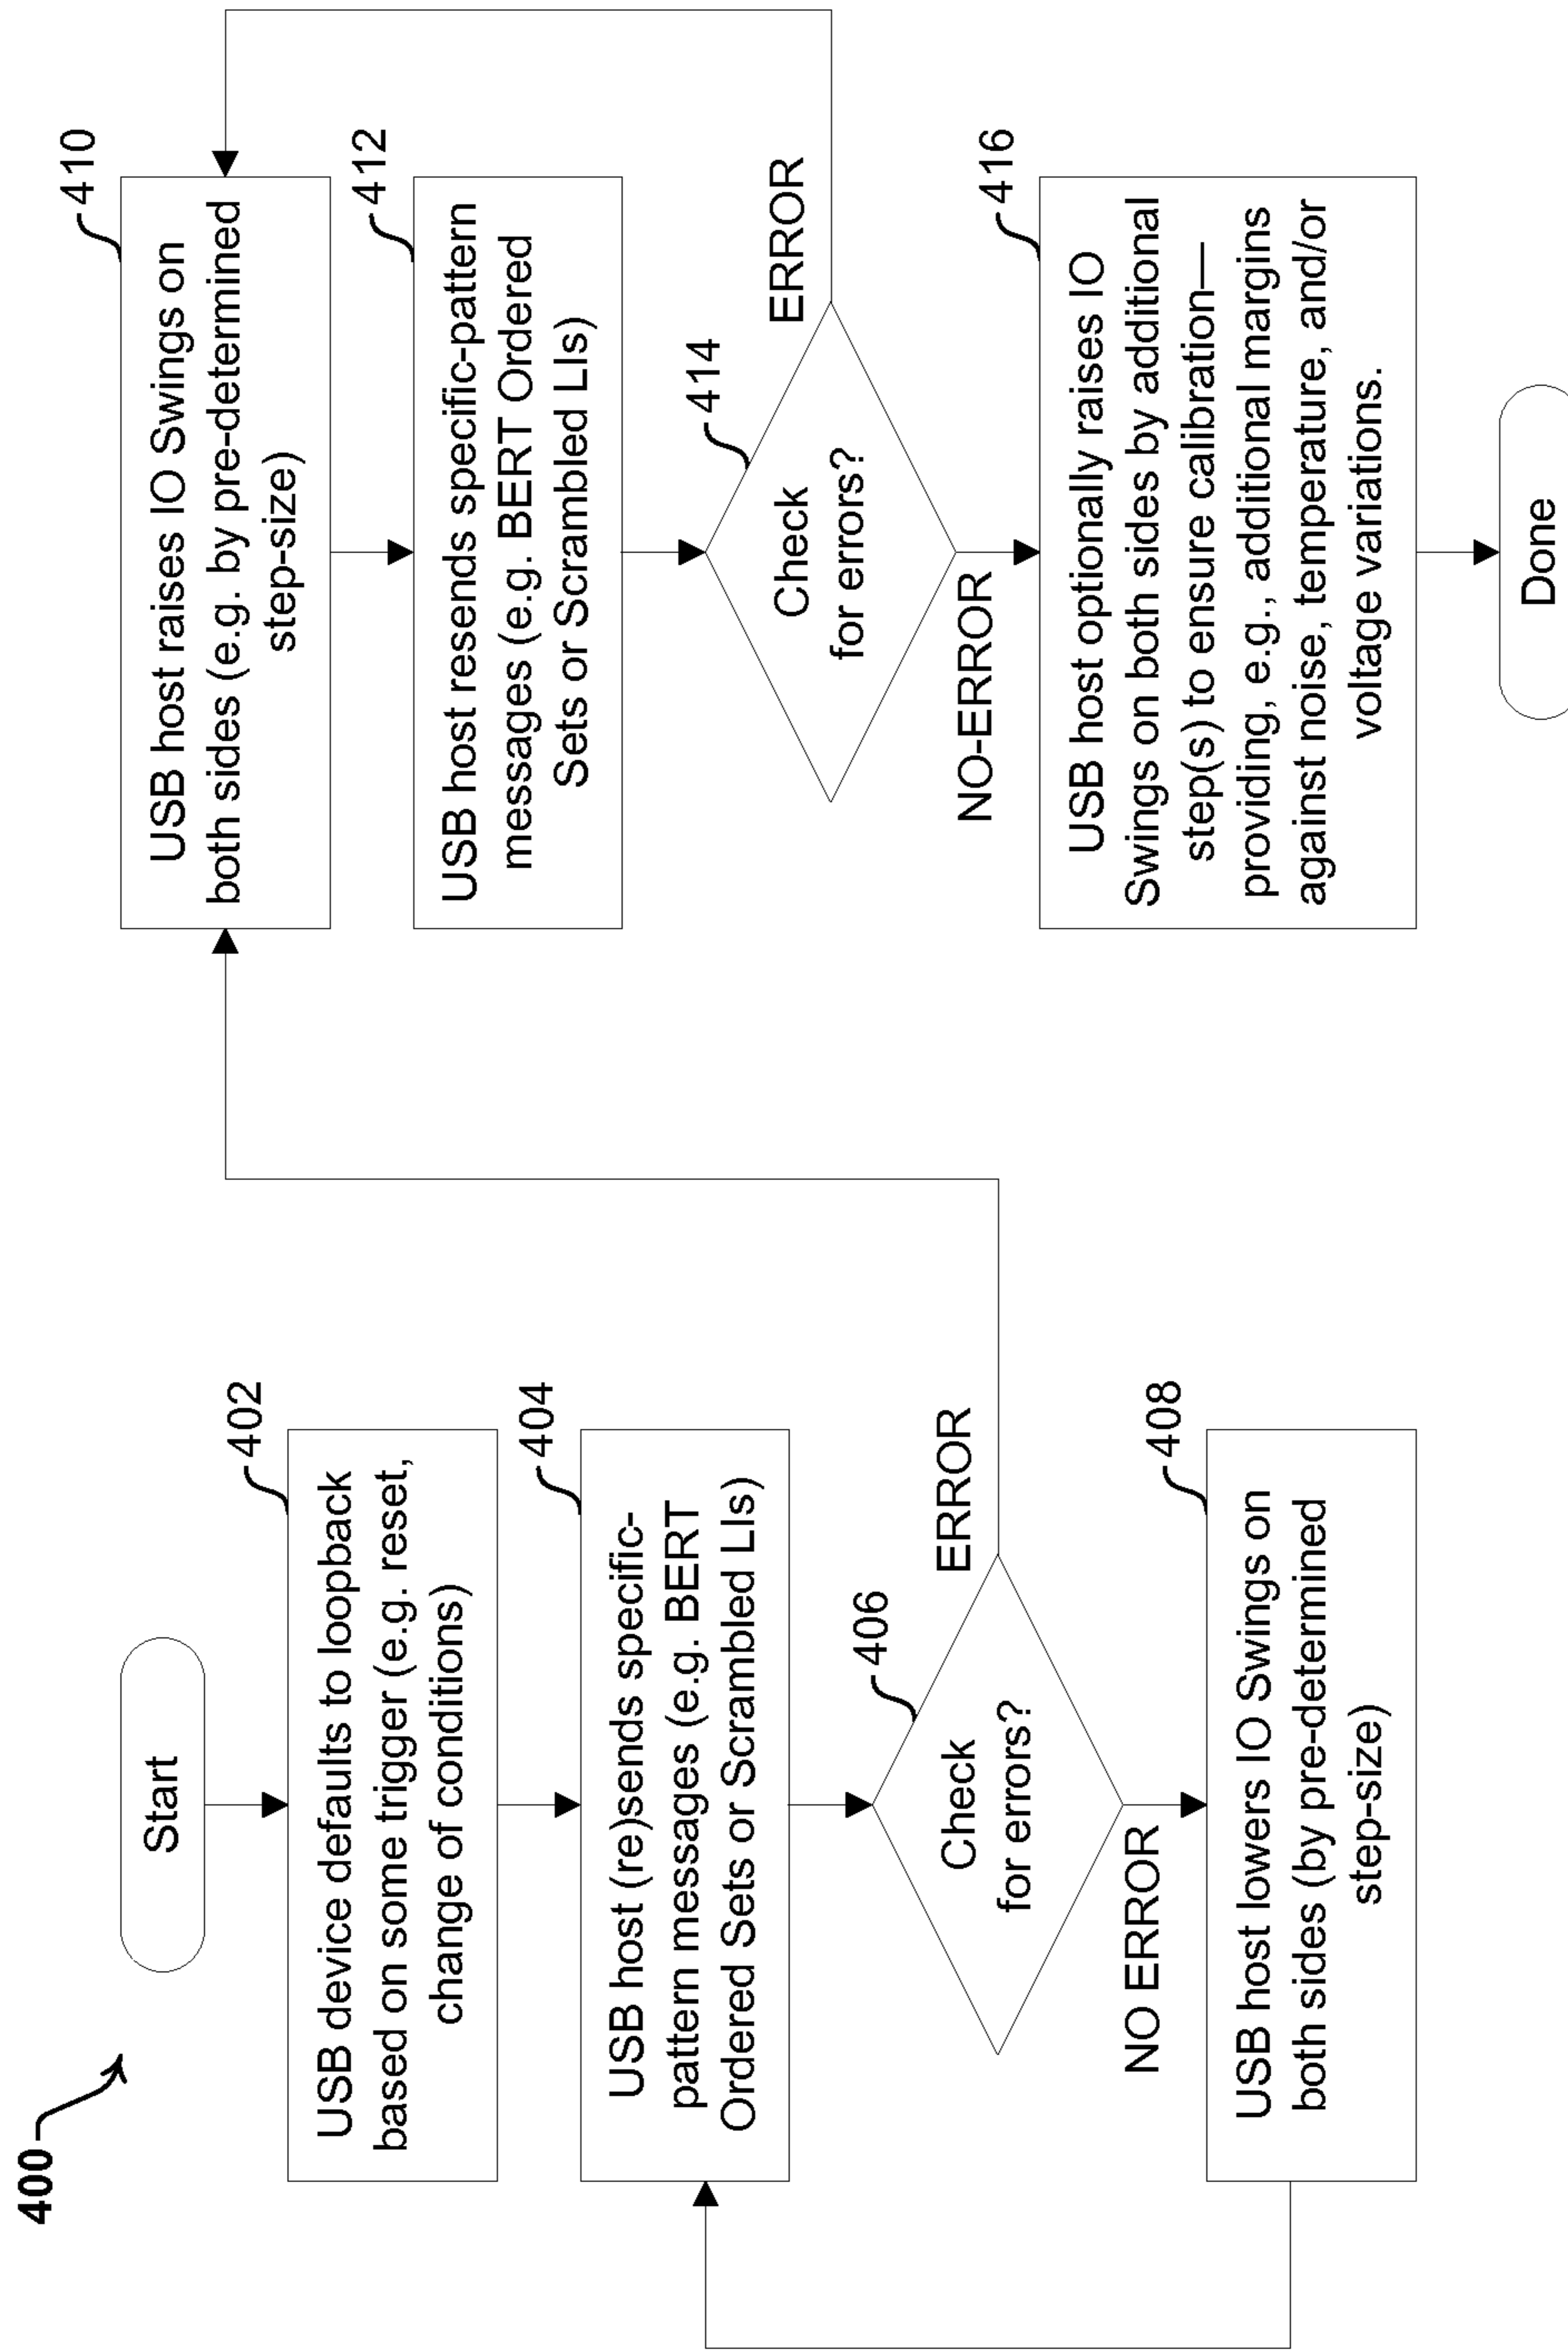 400
Start
402
USB device defaults to loopback
based on some trigger (e.g. reset,
change of conditions)
404
USB host (re)sends specific-
pattern messages (e.g. BERT
Ordered Sets or Scrambled LIs)
406
Check
for errors?
ERROR
NO ERROR
408
USB host lowers IO Swings on
both sides (by pre-determined
step-size)
410
USB host raises IO Swings on
both sides (e.g. by pre-determined
step-size)
412
USB host resends specific-pattern
messages (e.g. BERT Ordered
Sets or Scrambled LIs)
414
Check
for errors?
ERROR
NO-ERROR
416
USB host optionally raises IO
Swings on both sides by additional
step(s) to ensure calibration—
providing, e.g., additional margins
against noise, temperature, and/or
voltage variations.
Done